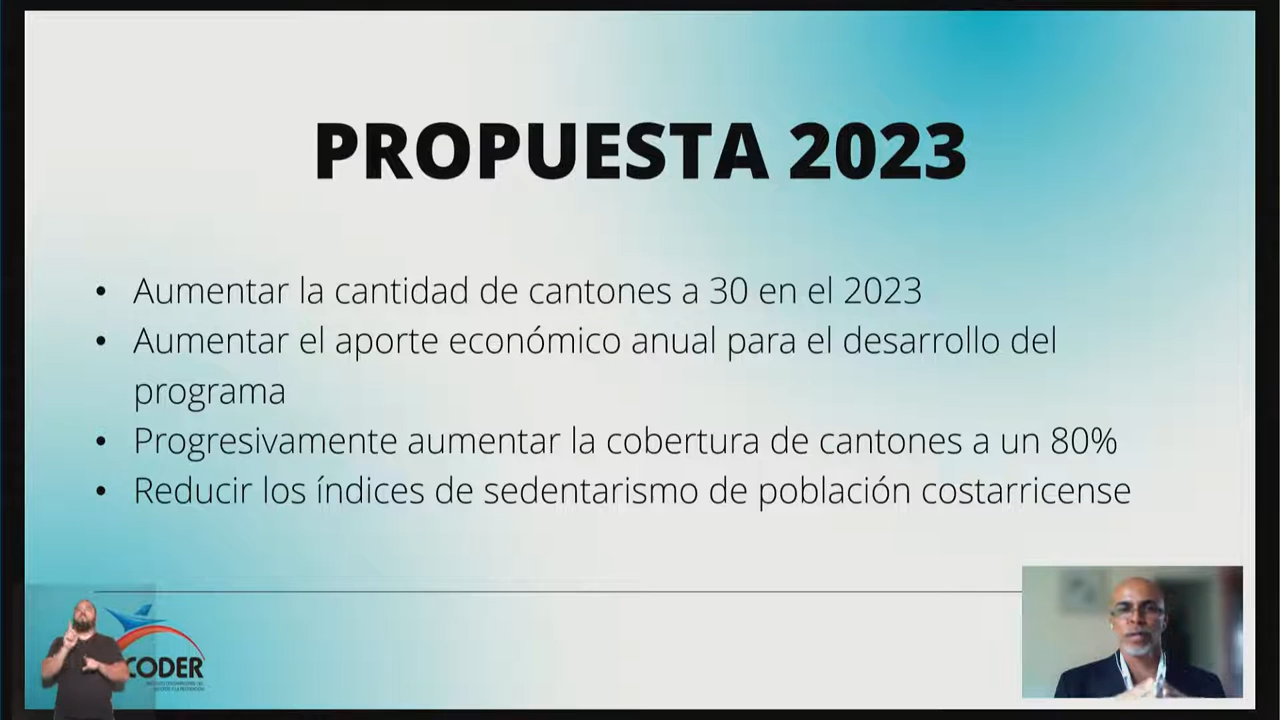 PROPUESTA 2023
• Aumentar la cantidad de cantones a 30 en el 2023
• Aumentar el aporte económico anual para el desarrollo del
programa
• Progresivamente aumentar la cobertura de cantones a un 80%
• Reducir los índices de sedentarismo de población costarricense
CODER